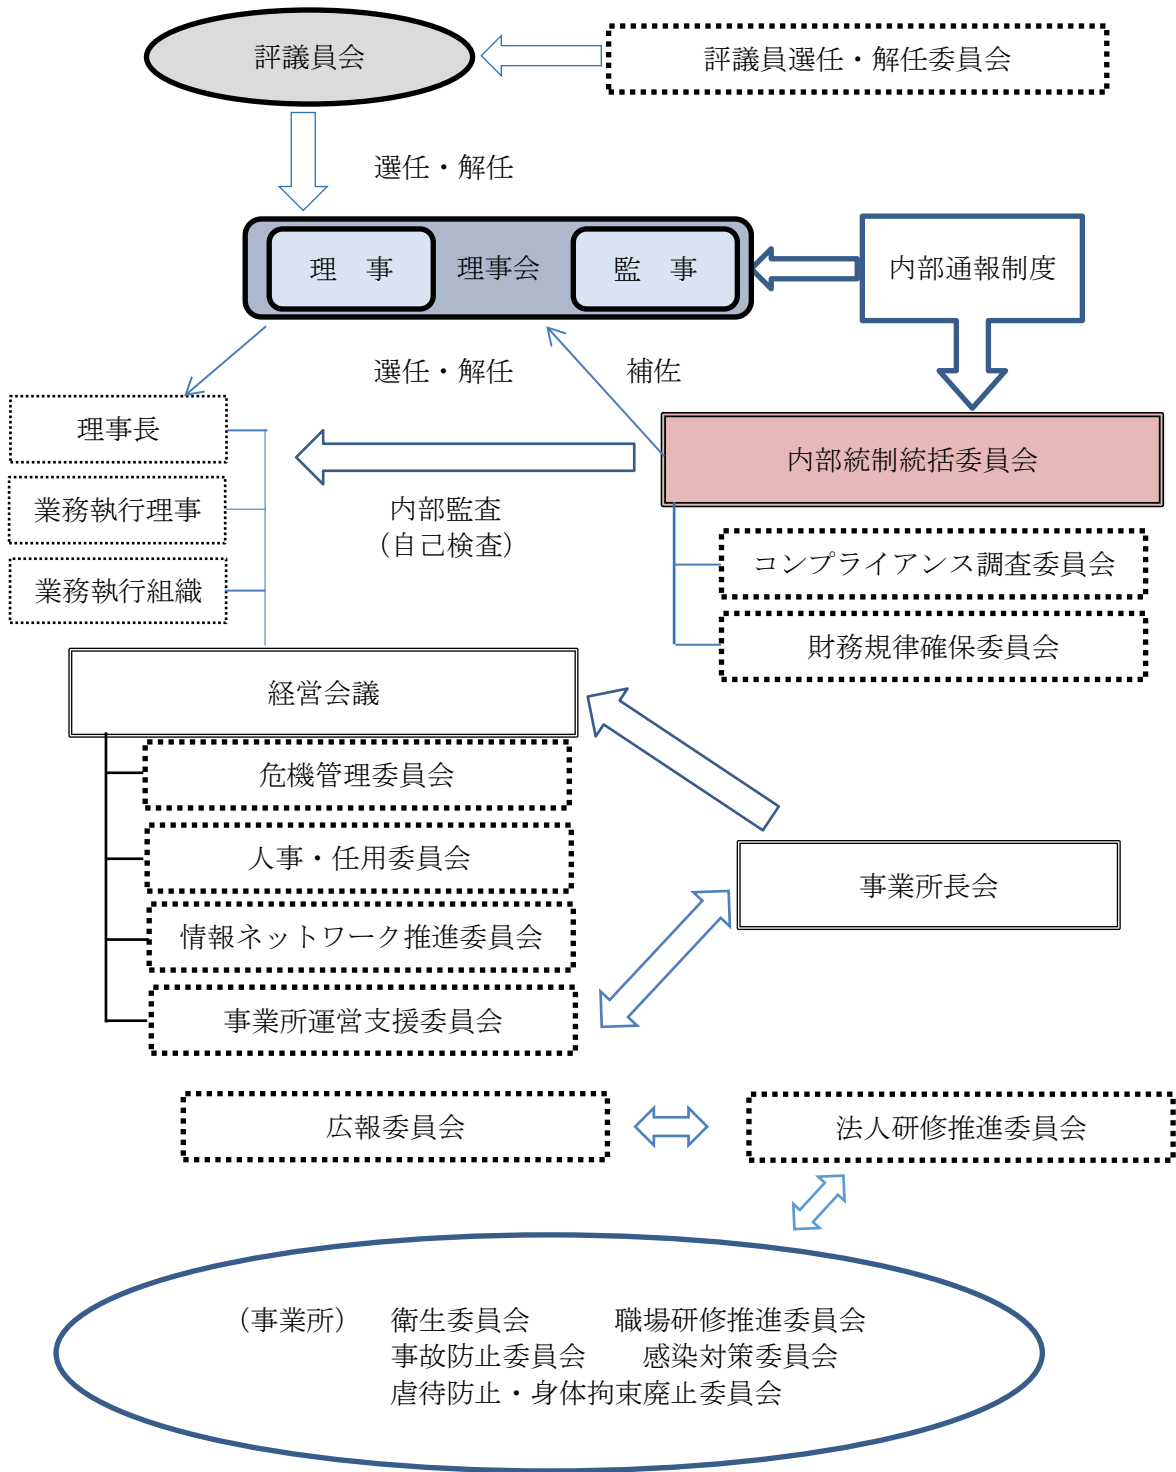 評議員会
評議員選任・解任委員会
選任・解任
理　事
理事会
監　事
内部通報制度
選任・解任
補佐
理事長
内部統制統括委員会
業務執行理事
内部監査
（自己検査）
コンプライアンス調査委員会
業務執行組織
財務規律確保委員会
経営会議
危機管理委員会
人事・任用委員会
事業所長会
情報ネットワーク推進委員会
事業所運営支援委員会
広報委員会
法人研修推進委員会
（事業所）　衛生委員会　　　職場研修推進委員会
事故防止委員会　　感染対策委員会
虐待防止・身体拘束廃止委員会